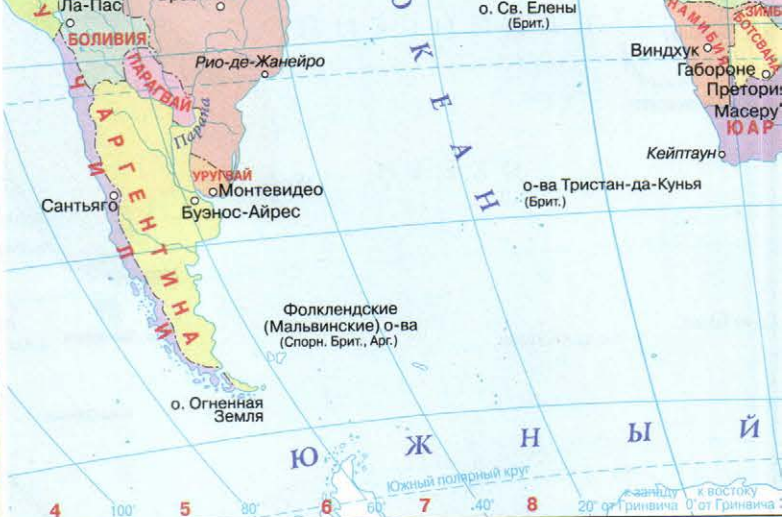 Ла-Пас
У
БОЛИВИЯ
ПАРАГВАЙ
Рио-де-Жанейро
Парана
ЧИЛИ
АРГЕНТИНА
УРУГВАЙ
Монтевидео
Сантьяго
Буэнос-Айрес
О К Е А Н
о. Св. Елены
(Брит.)
НАМИБИЯ
ЗИМБ
БОТСВАНА
Виндхук
Габороне
Претория
Масеру
ЮАР
Кейптаун
о-ва Тристан-да-Кунья
(Брит.)
Фолклендские
(Мальвинские) о-ва
(Спорн. Брит., Арг.)
о. Огненная
Земля
Ю Ж Н Ы Й
Южный полярный круг
к западу к востоку
20° от Гринвича 0° от Гринвича
4 100° 5 80° 6 60° 7 40° 8